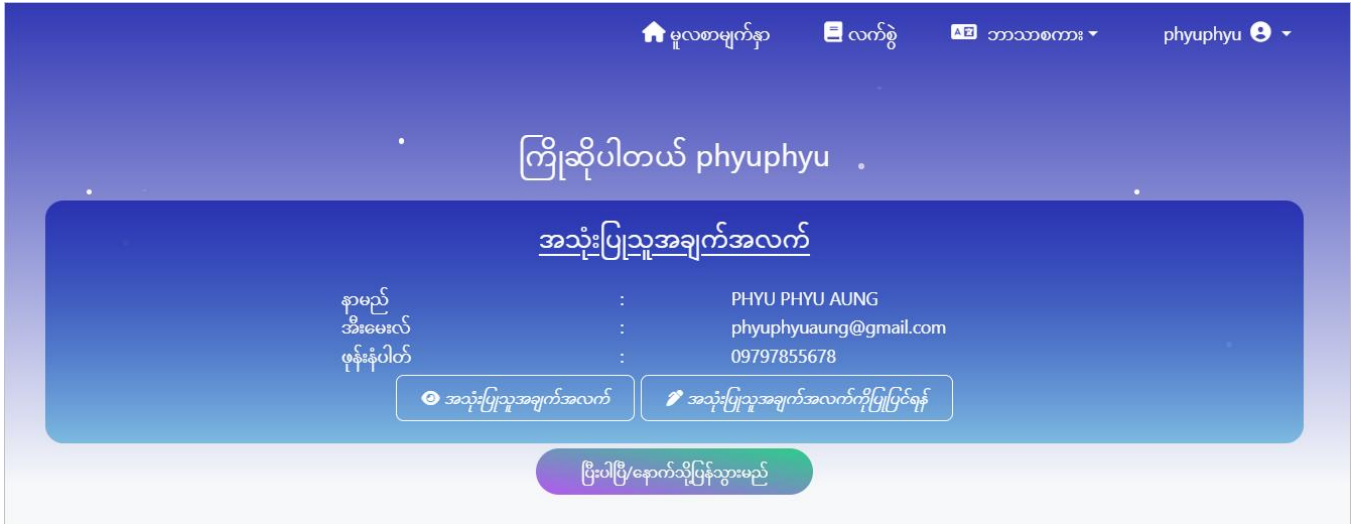 မူလစာမျက်နှာ လက်စွဲ ဘာသာစကား phyuphyu
ကြိုဆိုပါတယ် phyuphyu
အသုံးပြုသူအချက်အလက်
နာမည် : PHYU PHYU AUNG
အီးမေးလ် : phyuphyuaung@gmail.com
ဖုန်းနံပါတ် : 09797855678
အသုံးပြုသူအချက်အလက် အသုံးပြုသူအချက်အလက်ကိုပြုပြင်ရန်
ပြီးပါပြီ/နောက်သို့ပြန်သွားမည်